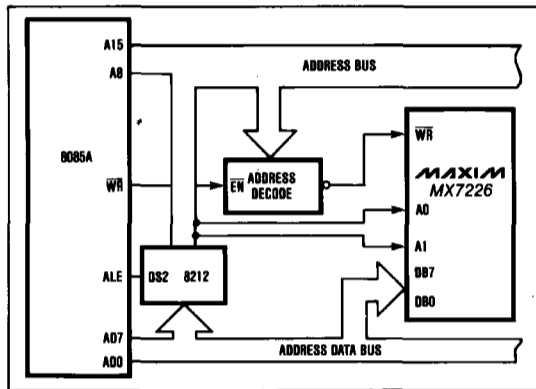 A15
A8
ADDRESS BUS
8085A
WR
EN
ADDRESS
DECODE
WR
MAXIM
MX7226
A0
A1
ALE
DS2 8212
DB7
DB0
AD7
AD0
ADDRESS DATA BUS